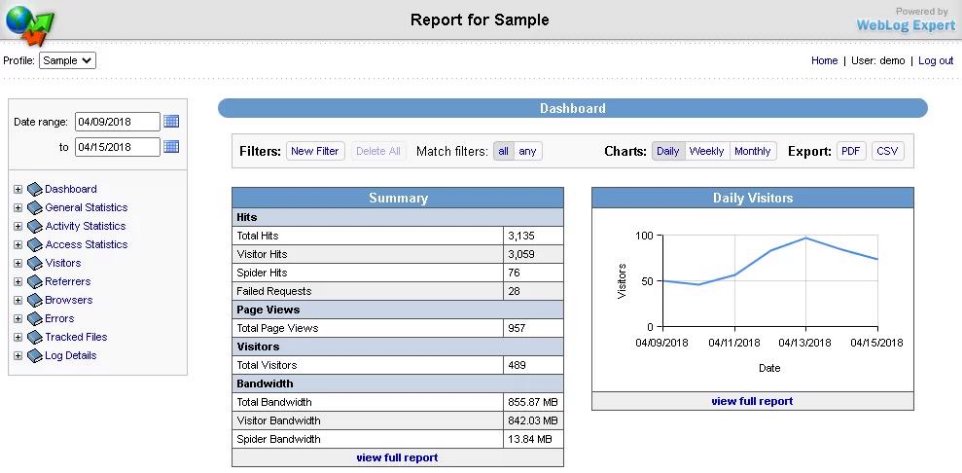 Report for Sample
Powered by
WebLog Expert
Profile: Sample
Home | User: demo | Log out
Date range: 04/09/2018
to 04/15/2018
Dashboard
General Statistics
Activity Statistics
Access Statistics
Visitors
Referrers
Browsers
Errors
Tracked Files
Log Details
Dashboard
Filters: New Filter Delete All Match filters: all any Charts: Daily Weekly Monthly Export: PDF CSV
Summary
Hits
Total Hits 3,135
Visitor Hits 3,059
Spider Hits 76
Failed Requests 28
Page Views
Total Page Views 957
Visitors
Total Visitors 489
Bandwidth
Total Bandwidth 855.87 MB
Visitor Bandwidth 842.03 MB
Spider Bandwidth 13.84 MB
view full report
Daily Visitors
100
50
0
Visitors
04/09/2018 04/11/2018 04/13/2018 04/15/2018
Date
view full report